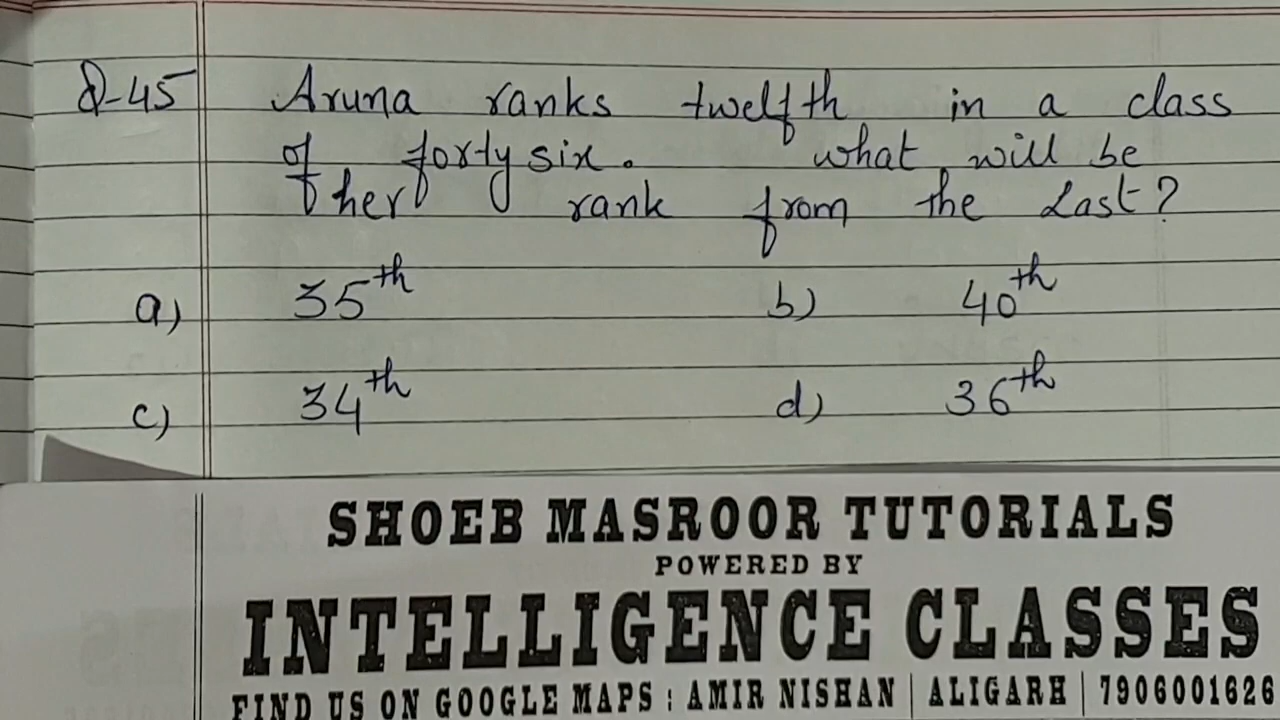 Q-45 Aruna ranks twelfth in a class
of forty six. what will be
her rank from the last?
a) 35th b) 40th
c) 34th d) 36th
SHOEB MASROOR TUTORIALS
POWERED BY
INTELLIGENCE CLASSES
FIND US ON GOOGLE MAPS : AMIR NISHAN | ALIGARH | 7906001626